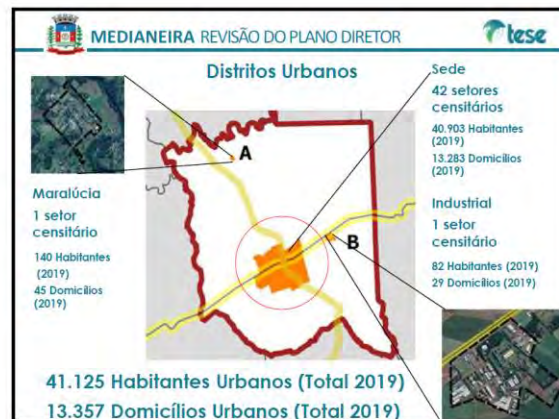 MEDIANEIRA REVISÃO DO PLANO DIRETOR
tese
Distritos Urbanos
Sede
42 setores
censitários
40.903 Habitantes
(2019)
13.283 Domicílios
(2019)
A
Maralúcia
1 setor
censitário
140 Habitantes
(2019)
45 Domicílios
(2019)
Industrial
1 setor
censitário
82 Habitantes (2019)
29 Domicílios (2019)
B
41.125 Habitantes Urbanos (Total 2019)
13.357 Domicílios Urbanos (Total 2019)